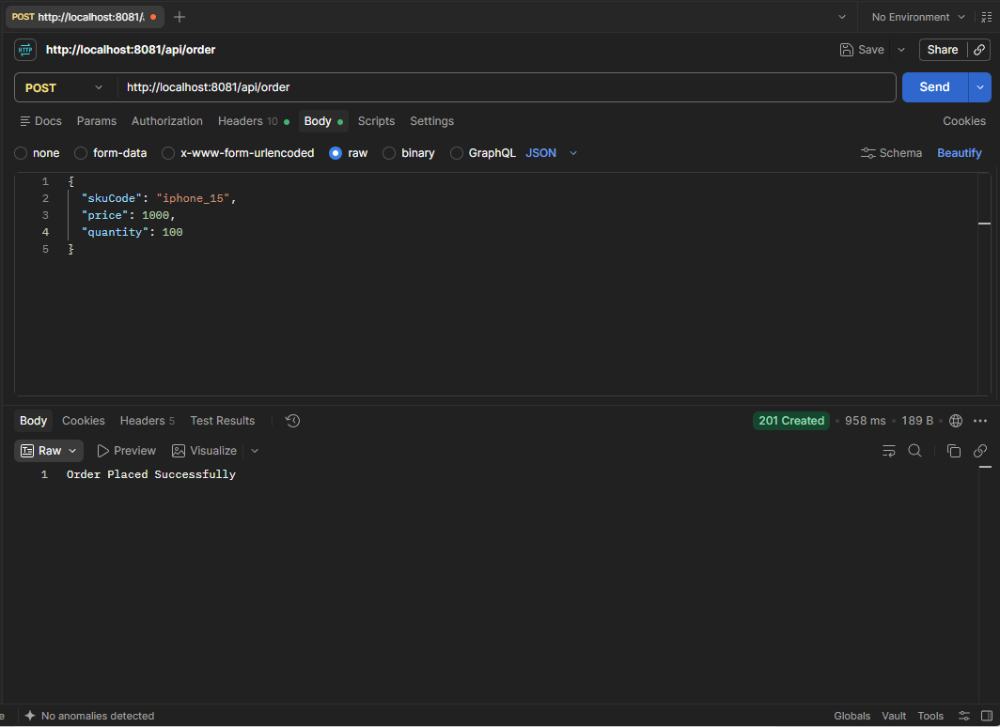 POST http://localhost:8081/. No Environment
HTTP http://localhost:8081/api/order Save Share
POST http://localhost:8081/api/order Send
Docs Params Authorization Headers 10 Body Scripts Settings Cookies
none form-data x-www-form-urlencoded raw binary GraphQL JSON Schema Beautify
1 {
2 "skuCode": "iphone_15",
3 "price": 1000,
4 "quantity": 100
5 }
Body Cookies Headers 5 Test Results 201 Created 958 ms 189 B
Raw Preview Visualize
1 Order Placed Successfully
e No anomalies detected Globals Vault Tools